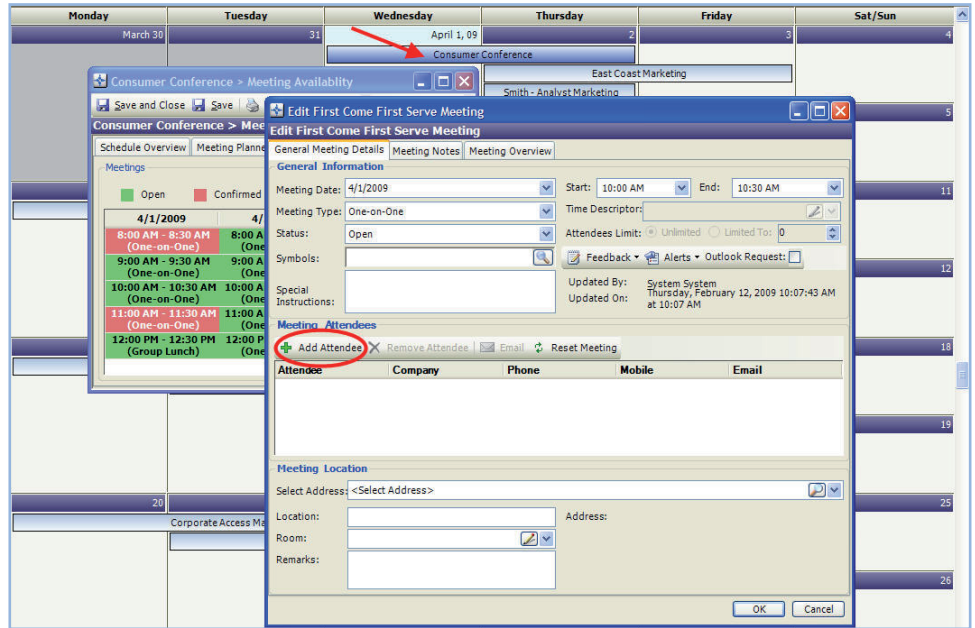 Monday Tuesday Wednesday Thursday Friday Sat/Sun
March 30 31 April 1, 09 2 3 4
Consumer Conference
East Coast Marketing
Smith - Analyst Marketing
Consumer Conference > Meeting Availablity
Save and Close Save
Consumer Conference > Mee
Schedule Overview Meeting Planne
Meetings
Open Confirmed
4/1/2009 4/
8:00 AM - 8:30 AM 8:00 A
(One-on-One) (One
9:00 AM - 9:30 AM 9:00 A
(One-on-One) (One
10:00 AM - 10:30 AM 10:00 A
(One-on-One) (One
11:00 AM - 11:30 AM 11:00 A
(One-on-One) (One
12:00 PM - 12:30 PM 12:00 P
(Group Lunch) (One
Edit First Come First Serve Meeting
Edit First Come First Serve Meeting
General Meeting Details Meeting Notes Meeting Overview
General Information
Meeting Date: 4/1/2009 Start: 10:00 AM End: 10:30 AM
Meeting Type: One-on-One Time Descriptor:
Status: Open Attendees Limit: Unlimited Limited To: 0
Symbols: Feedback Alerts Outlook Request:
Special
Instructions:
Updated By: System System
Updated On: Thursday, February 12, 2009 10:07:43 AM
at 10:07 AM
Meeting Attendees
Add Attendee Remove Attendee Email Reset Meeting
Attendee Company Phone Mobile Email
Meeting Location
Select Address: <Select Address>
Location: Address:
Room:
Remarks:
OK Cancel
5
11
12
18
19
20 25
Corporate Access Ma
26